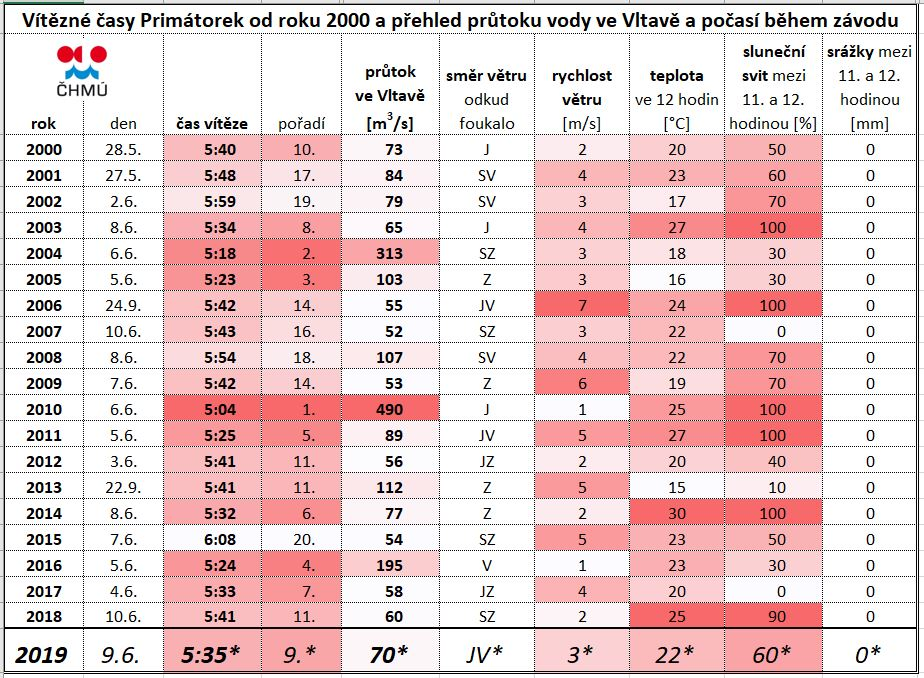 Vítězné časy Primátorek od roku 2000 a přehled průtoku vody ve Vltavě a počasí během závodu
ČHMÚ
rok den čas vítěze pořadí průtok ve Vltavě [m³/s] směr větru odkud foukalo rychlost větru [m/s] teplota ve 12 hodin [°C] sluneční svit mezi 11. a 12. hodinou [%] srážky mezi 11. a 12. hodinou [mm]
2000 28.5. 5:40 10. 73 J 2 20 50 0
2001 27.5. 5:48 17. 84 SV 4 23 60 0
2002 2.6. 5:59 19. 79 SV 3 17 70 0
2003 8.6. 5:34 8. 65 J 4 27 100 0
2004 6.6. 5:18 2. 313 SZ 3 18 30 0
2005 5.6. 5:23 3. 103 Z 3 16 30 0
2006 24.9. 5:42 14. 55 JV 7 24 100 0
2007 10.6. 5:43 16. 52 SZ 3 22 0 0
2008 8.6. 5:54 18. 107 SV 4 22 70 0
2009 7.6. 5:42 14. 53 Z 6 19 70 0
2010 6.6. 5:04 1. 490 J 1 25 100 0
2011 5.6. 5:25 5. 89 JV 5 27 100 0
2012 3.6. 5:41 11. 56 JZ 2 20 40 0
2013 22.9. 5:41 11. 112 Z 5 15 10 0
2014 8.6. 5:32 6. 77 Z 2 30 100 0
2015 7.6. 6:08 20. 54 SZ 5 23 50 0
2016 5.6. 5:24 4. 195 V 1 23 30 0
2017 4.6. 5:33 7. 58 JZ 4 20 0 0
2018 10.6. 5:41 11. 60 SZ 2 25 90 0
2019 9.6. 5:35* 9.* 70* JV* 3* 22* 60* 0*